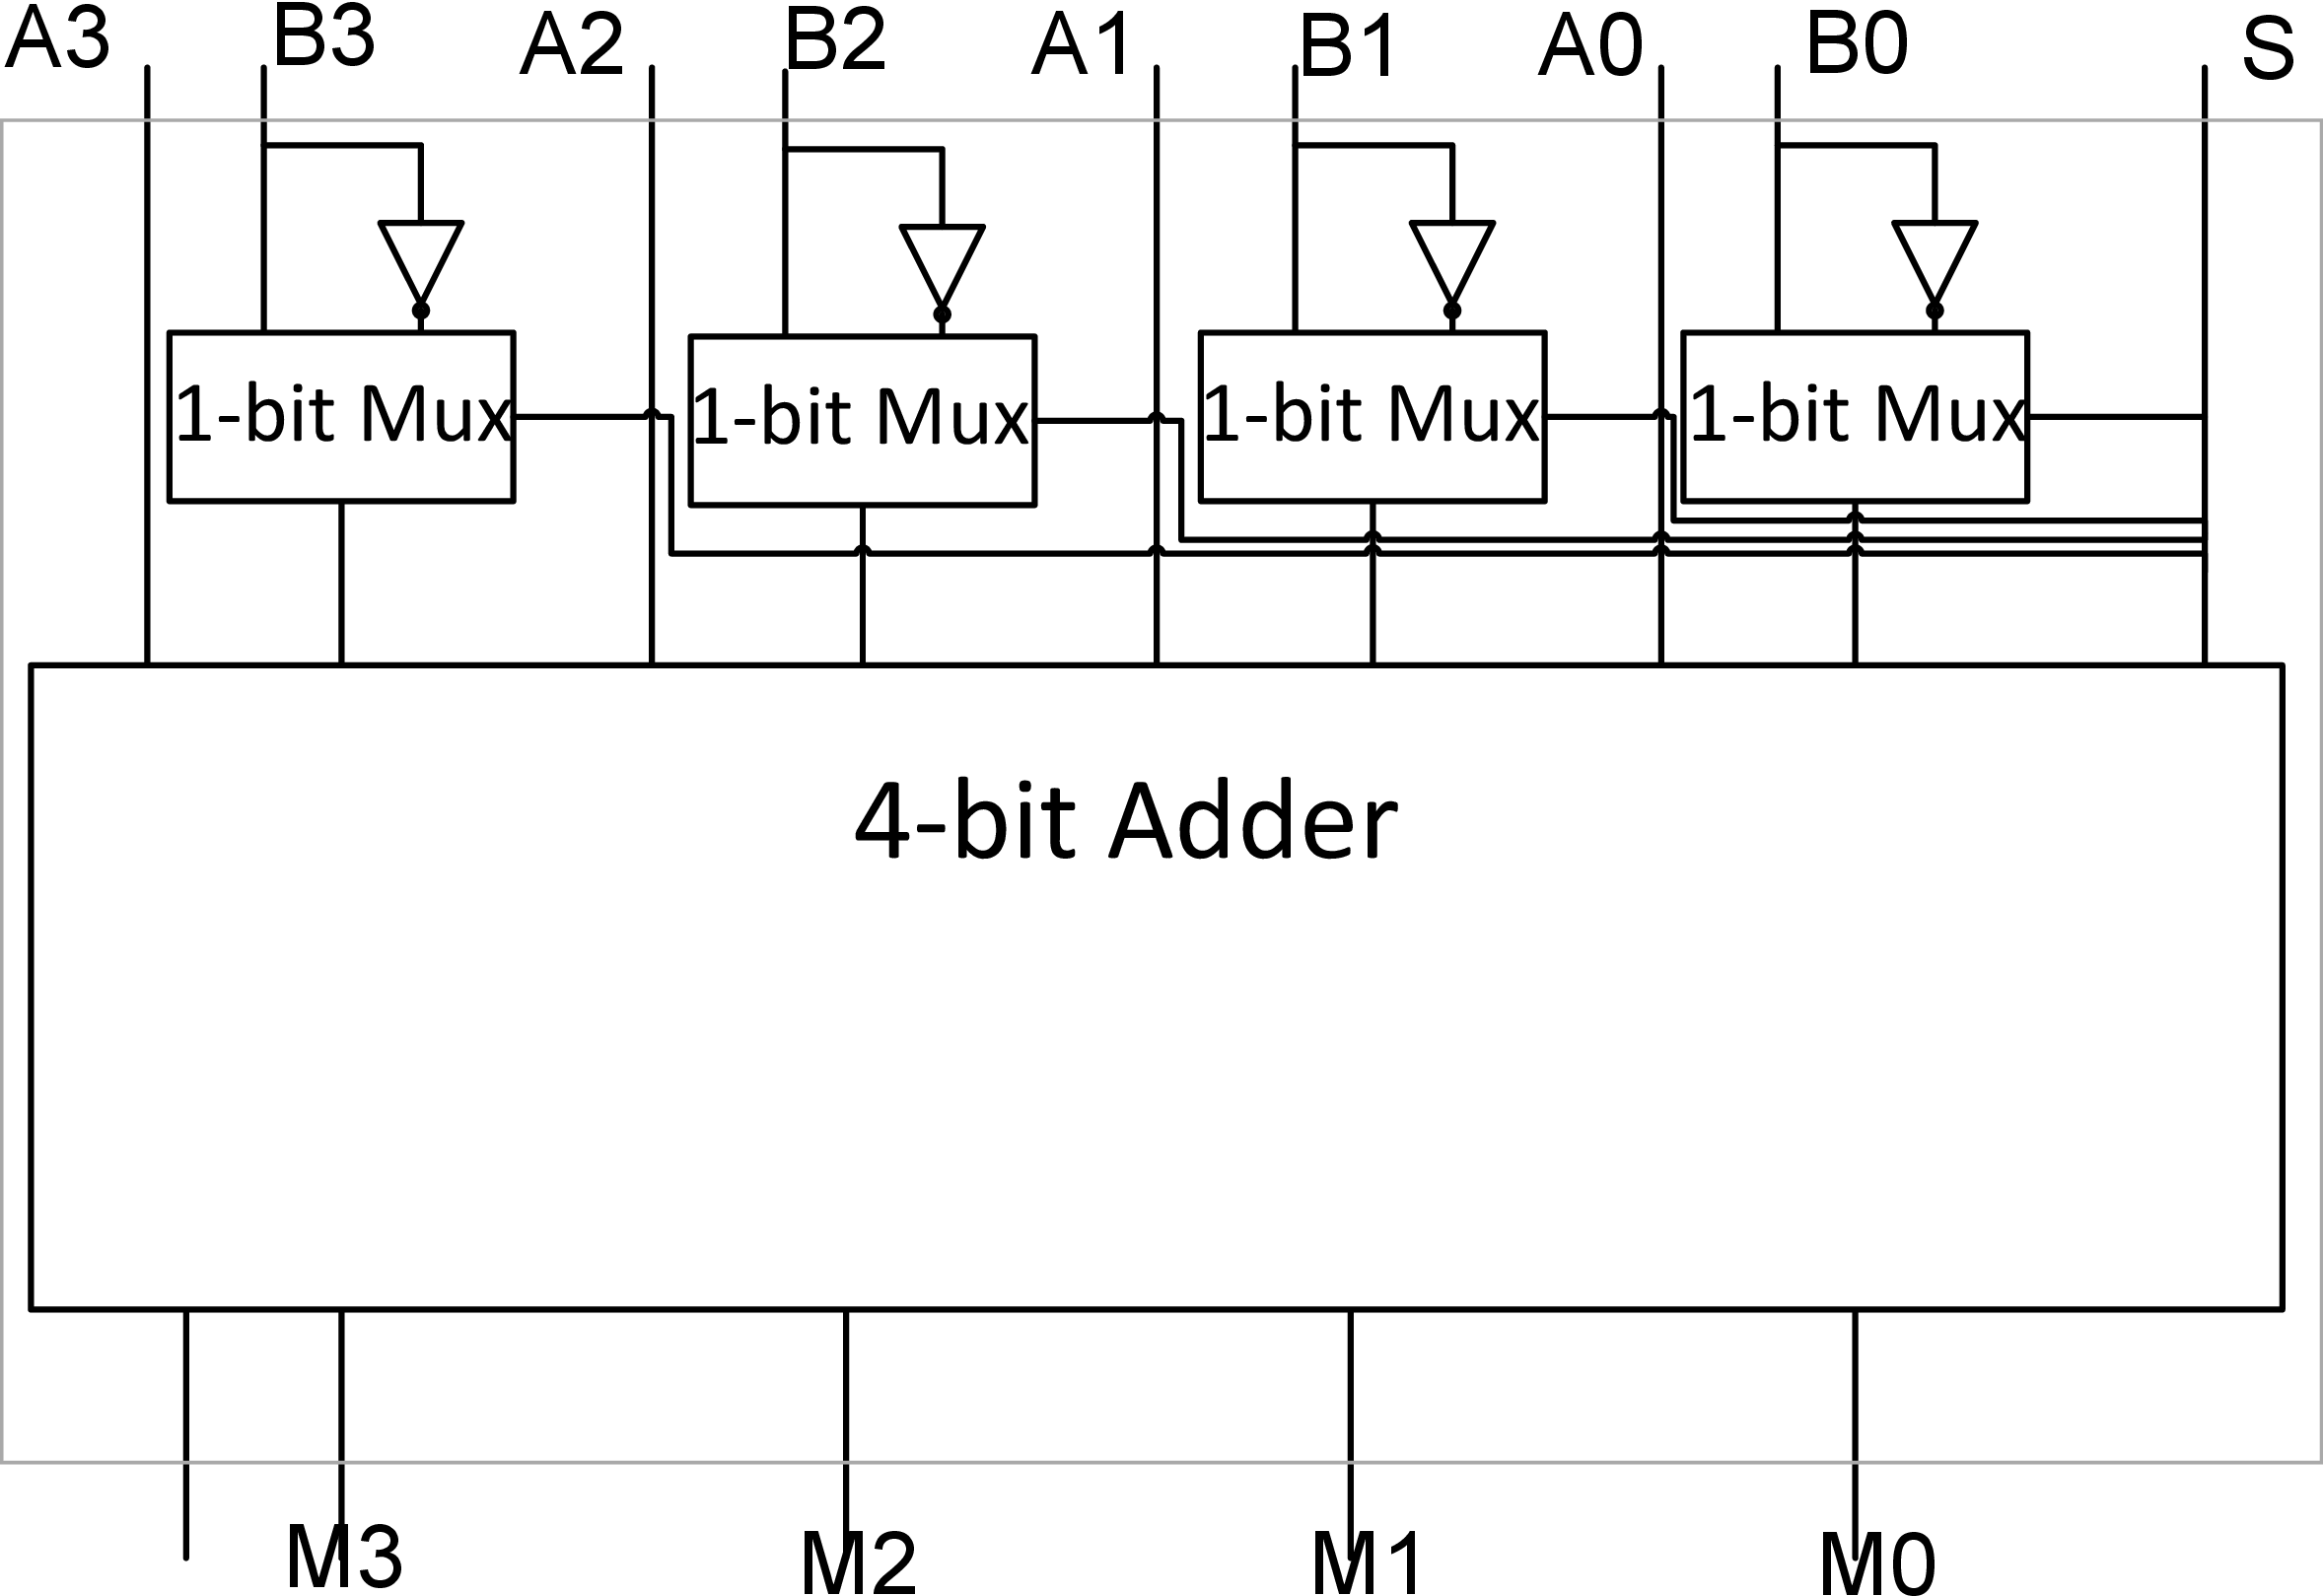 A3 B3 A2 B2 A1 B1 A0 B0 S
1-bit Mux 1-bit Mux 1-bit Mux 1-bit Mux
4-bit Adder
M3 M2 M1 M0